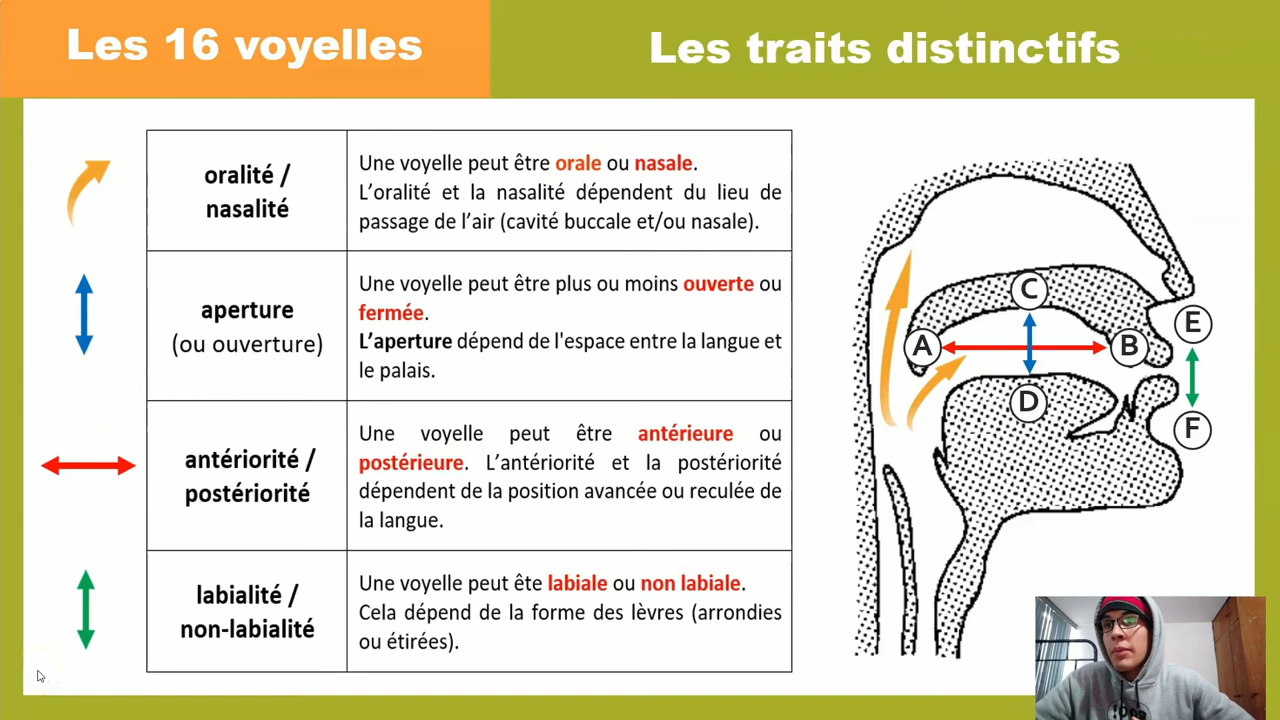 Les 16 voyelles
Les traits distinctifs
oralité /
nasalité
Une voyelle peut être orale ou nasale.
L’oralité et la nasalité dépendent du lieu de
passage de l’air (cavité buccale et/ou nasale).
aperture
(ou ouverture)
Une voyelle peut être plus ou moins ouverte ou
fermée.
L’aperture dépend de l'espace entre la langue et
le palais.
antériorité /
postériorité
Une voyelle peut être antérieure ou
postérieure. L’antériorité et la postériorité
dépendent de la position avancée ou reculée de
la langue.
labialité /
non-labialité
Une voyelle peut ête labiale ou non labiale.
Cela dépend de la forme des lèvres (arrondies
ou étirées).
C
E
A
B
D
F